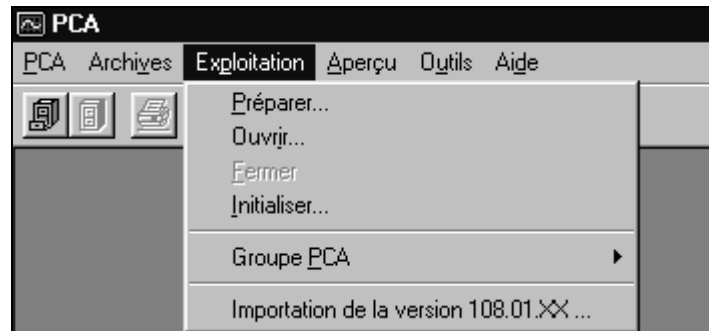 PCA
PCA Archives Exploitation Aperçu Outils Aide
Préparer...
Ouvrir...
Fermer
Initialiser...
Groupe PCA
Importation de la version 108.01.XX ...